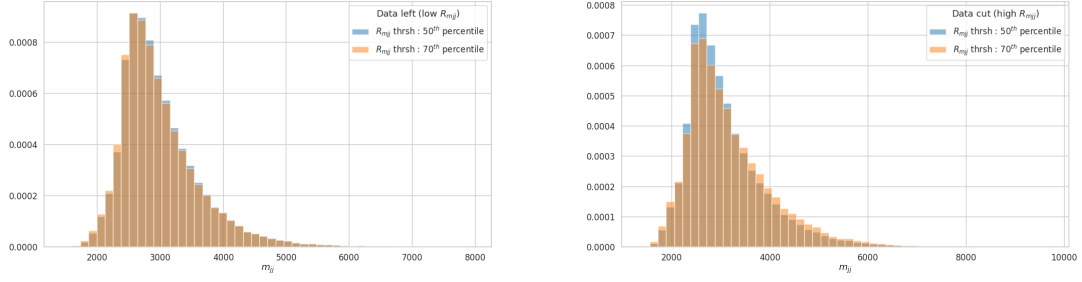 Data left (low R_mjj)
R_mjj thrsh : 50th percentile
R_mjj thrsh : 70th percentile
0.0008
0.0006
0.0004
0.0002
0.0000
2000 3000 4000 5000 6000 7000 8000
m_jj
Data cut (high R_mjj)
R_mjj thrsh : 50th percentile
R_mjj thrsh : 70th percentile
0.0008
0.0007
0.0006
0.0005
0.0004
0.0003
0.0002
0.0001
0.0000
2000 4000 6000 8000 10000
m_jj